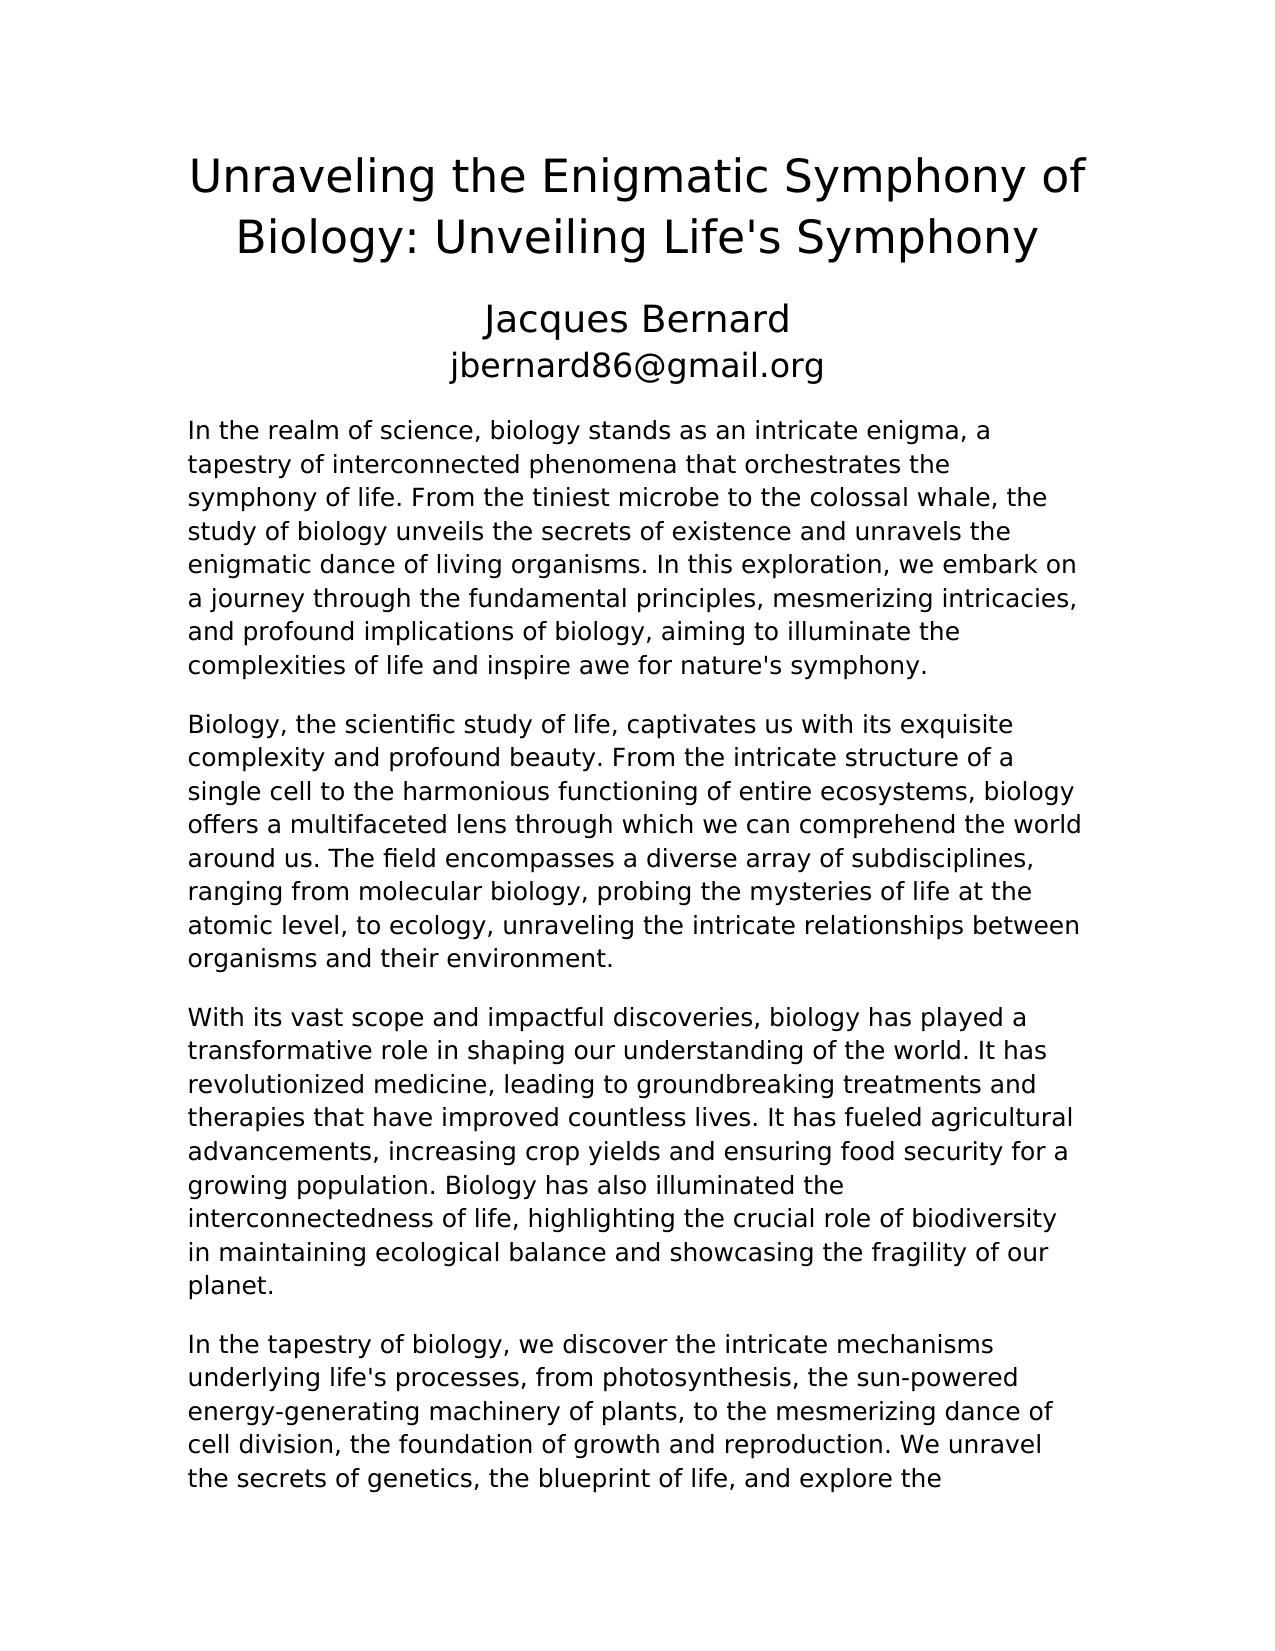 Unraveling the Enigmatic Symphony of
Biology: Unveiling Life's Symphony
Jacques Bernard
jbernard86@gmail.org
In the realm of science, biology stands as an intricate enigma, a
tapestry of interconnected phenomena that orchestrates the
symphony of life. From the tiniest microbe to the colossal whale, the
study of biology unveils the secrets of existence and unravels the
enigmatic dance of living organisms. In this exploration, we embark on
a journey through the fundamental principles, mesmerizing intricacies,
and profound implications of biology, aiming to illuminate the
complexities of life and inspire awe for nature's symphony.
Biology, the scientific study of life, captivates us with its exquisite
complexity and profound beauty. From the intricate structure of a
single cell to the harmonious functioning of entire ecosystems, biology
offers a multifaceted lens through which we can comprehend the world
around us. The field encompasses a diverse array of subdisciplines,
ranging from molecular biology, probing the mysteries of life at the
atomic level, to ecology, unraveling the intricate relationships between
organisms and their environment.
With its vast scope and impactful discoveries, biology has played a
transformative role in shaping our understanding of the world. It has
revolutionized medicine, leading to groundbreaking treatments and
therapies that have improved countless lives. It has fueled agricultural
advancements, increasing crop yields and ensuring food security for a
growing population. Biology has also illuminated the
interconnectedness of life, highlighting the crucial role of biodiversity
in maintaining ecological balance and showcasing the fragility of our
planet.
In the tapestry of biology, we discover the intricate mechanisms
underlying life's processes, from photosynthesis, the sun-powered
energy-generating machinery of plants, to the mesmerizing dance of
cell division, the foundation of growth and reproduction. We unravel
the secrets of genetics, the blueprint of life, and explore the